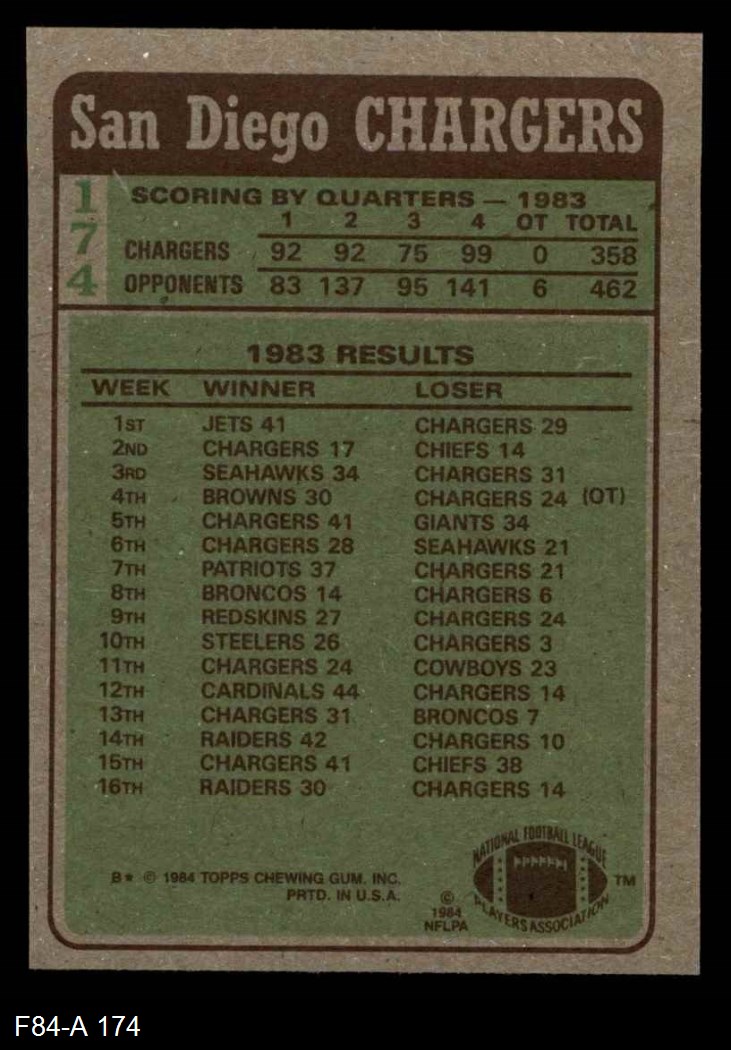 San Diego CHARGERS
174
SCORING BY QUARTERS — 1983
1 2 3 4 OT TOTAL
CHARGERS 92 92 75 99 0 358
OPPONENTS 83 137 95 141 6 462
1983 RESULTS
WEEK WINNER LOSER
1ST JETS 41 CHARGERS 29
2ND CHARGERS 17 CHIEFS 14
3RD SEAHAWKS 34 CHARGERS 31
4TH BROWNS 30 CHARGERS 24 (OT)
5TH CHARGERS 41 GIANTS 34
6TH CHARGERS 28 SEAHAWKS 21
7TH PATRIOTS 37 CHARGERS 21
8TH BRONCOS 14 CHARGERS 6
9TH REDSKINS 27 CHARGERS 24
10TH STEELERS 26 CHARGERS 3
11TH CHARGERS 24 COWBOYS 23
12TH CARDINALS 44 CHARGERS 14
13TH CHARGERS 31 BRONCOS 7
14TH RAIDERS 42 CHARGERS 10
15TH CHARGERS 41 CHIEFS 38
16TH RAIDERS 30 CHARGERS 14
B* © 1984 TOPPS CHEWING GUM, INC.
PRTD. IN U.S.A.
© 1984 NFLPA
NATIONAL FOOTBALL LEAGUE
PLAYERS ASSOCIATION
TM
F84-A 174